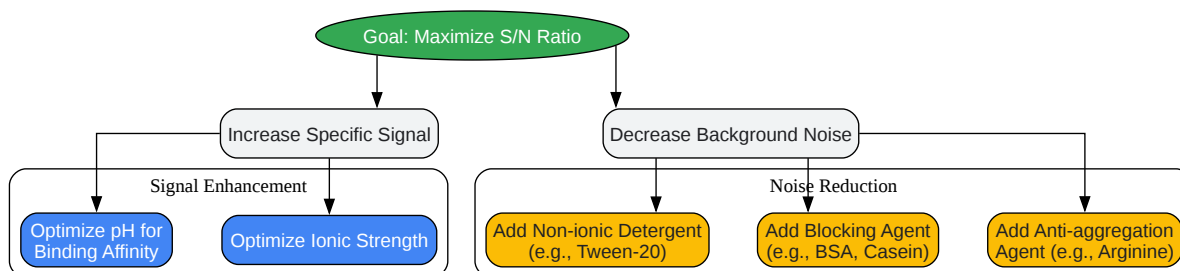 Goal: Maximize S/N Ratio
Increase Specific Signal
Decrease Background Noise
Signal Enhancement
Noise Reduction
Optimize pH for
Binding Affinity
Optimize Ionic Strength
Add Non-ionic Detergent
(e.g., Tween-20)
Add Blocking Agent
(e.g., BSA, Casein)
Add Anti-aggregation
Agent (e.g., Arginine)